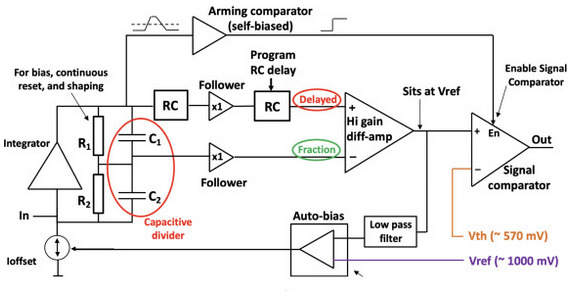 Arming comparator
(self-biased)
Program
RC delay
Enable Signal
Comparator
For bias, continuous
reset, and shaping
Follower
RC
x1
RC
Delayed
+
Sits at Vref
Integrator
R1
C1
Hi gain
diff-amp
+
En
Out
x1
Fraction
-
-
Signal
comparator
R2
C2
Follower
In
Capacitive
divider
Auto-bias
Low pass
filter
Vth (~ 570 mV)
Ioffset
Vref (~ 1000 mV)